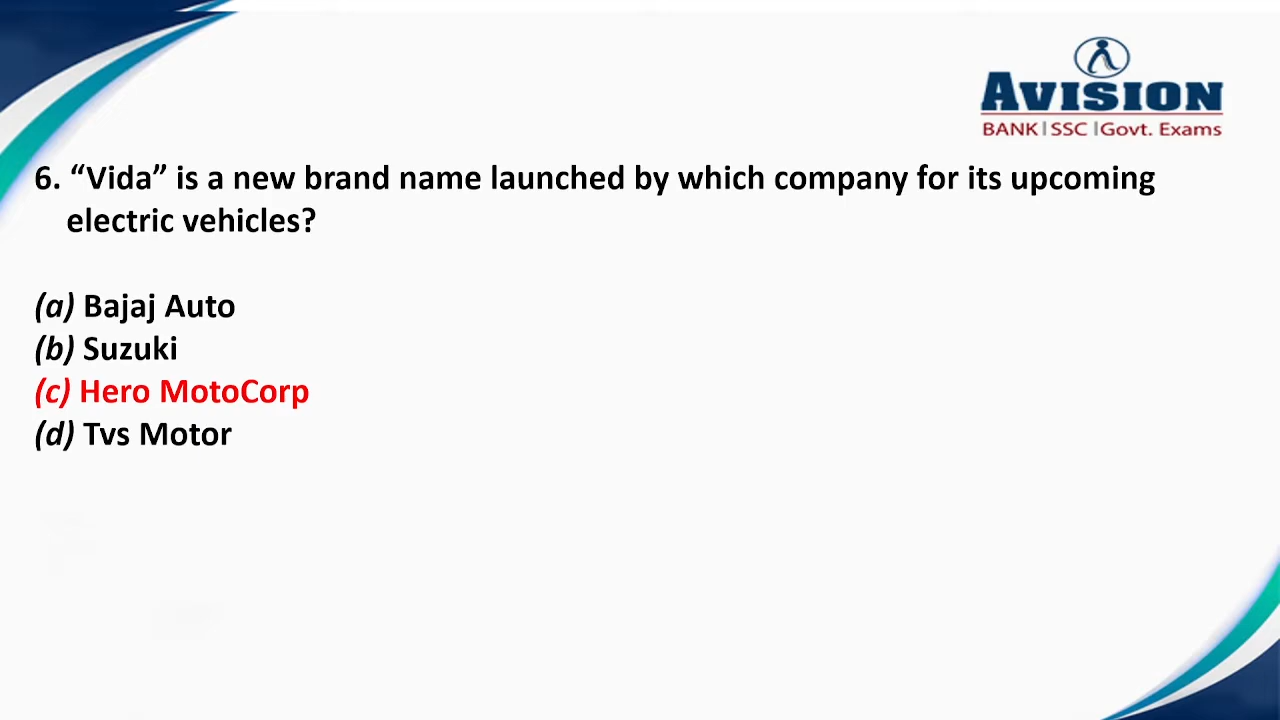 AVISION
BANK | SSC | Govt. Exams
6. “Vida” is a new brand name launched by which company for its upcoming
electric vehicles?
(a) Bajaj Auto
(b) Suzuki
(c) Hero MotoCorp
(d) Tvs Motor